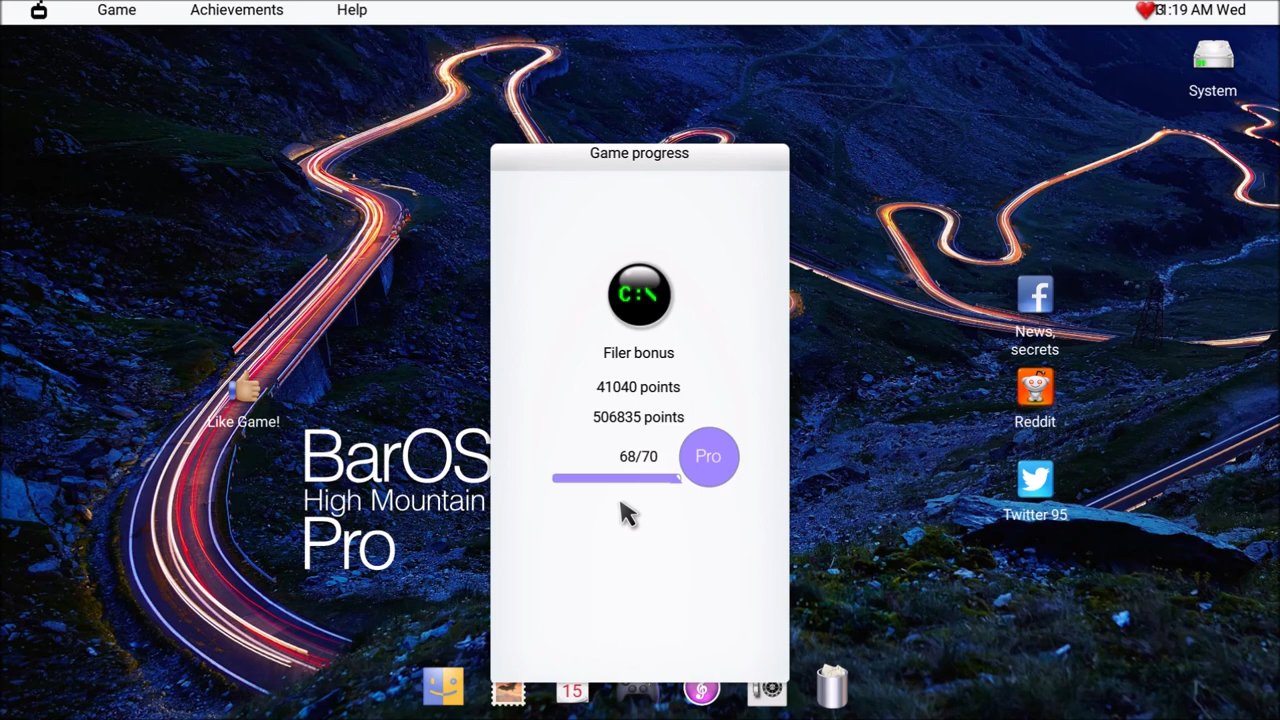 Game Achievements Help :19 AM Wed
System
Game progress
C:\
Filer bonus
41040 points
506835 points
68/70
Pro
News,
secrets
Reddit
Twitter 95
Like Game!
BarOS
High Mountain
Pro
15